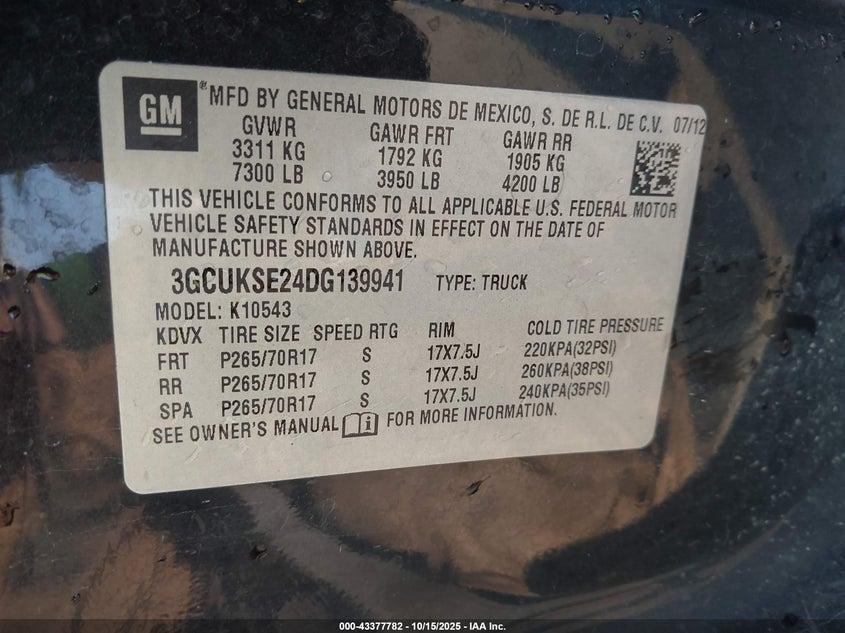 GM ® MFD BY GENERAL MOTORS DE MEXICO, S. DE R.L. DE C.V. 07/12
GVWR GAWR FRT GAWR RR
3311 KG 1792 KG 1905 KG
7300 LB 3950 LB 4200 LB
THIS VEHICLE CONFORMS TO ALL APPLICABLE U.S. FEDERAL MOTOR
VEHICLE SAFETY STANDARDS IN EFFECT ON THE DATE OF
MANUFACTURE SHOWN ABOVE.
3GCUKSE24DG139941 TYPE: TRUCK
MODEL: K10543
KDVX TIRE SIZE SPEED RTG RIM COLD TIRE PRESSURE
FRT P265/70R17 S 17X7.5J 220KPA(32PSI)
RR P265/70R17 S 17X7.5J 260KPA(38PSI)
SPA P265/70R17 S 17X7.5J 240KPA(35PSI)
SEE OWNER'S MANUAL i FOR MORE INFORMATION.
000-43377782 - 10/15/2025 - IAA Inc.